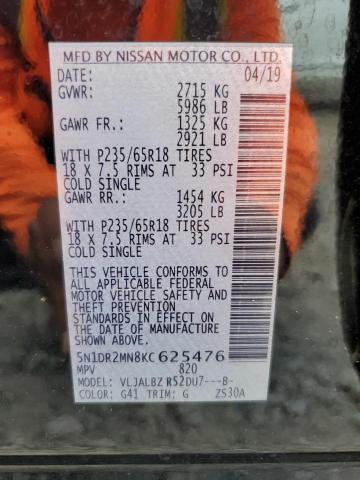 MFD BY NISSAN MOTOR CO., LTD.
DATE: 04/19
GVWR: 2715 KG
5986 LB
GAWR FR.: 1325 KG
2921 LB
WITH P235/65R18 TIRES
18 X 7.5 RIMS AT 33 PSI
COLD SINGLE
GAWR RR.: 1454 KG
3205 LB
WITH P235/65R18 TIRES
18 X 7.5 RIMS AT 33 PSI
COLD SINGLE
THIS VEHICLE CONFORMS TO
ALL APPLICABLE FEDERAL
MOTOR VEHICLE SAFETY AND
AND THEFT PREVENTION
STANDARDS IN EFFECT ON
THE DATE OF MANUFACTURE
SHOWN ABOVE.
5N1DR2MN8KC625476
MPV 820
MODEL: VLJALBZ R52DU7---B-
COLOR: G41 TRIM: G ZS30A